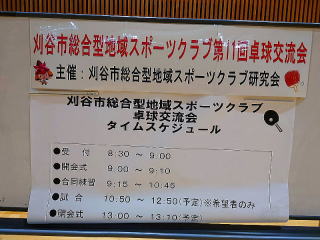 刈谷市総合型地域スポーツクラブ第11回卓球交流会
主催：刈谷市総合型地域スポーツクラブ研究会
刈谷市総合型地域スポーツクラブ
卓球交流会
タイムスケジュール
●受　付　8:30 ～ 9:00
●開会式　9:00 ～ 9:10
●合同練習　9:15 ～ 10:45
●試　合　10:50 ～ 12:50(予定)※希望者のみ
●閉会式　13:00 ～ 13:10(予定)